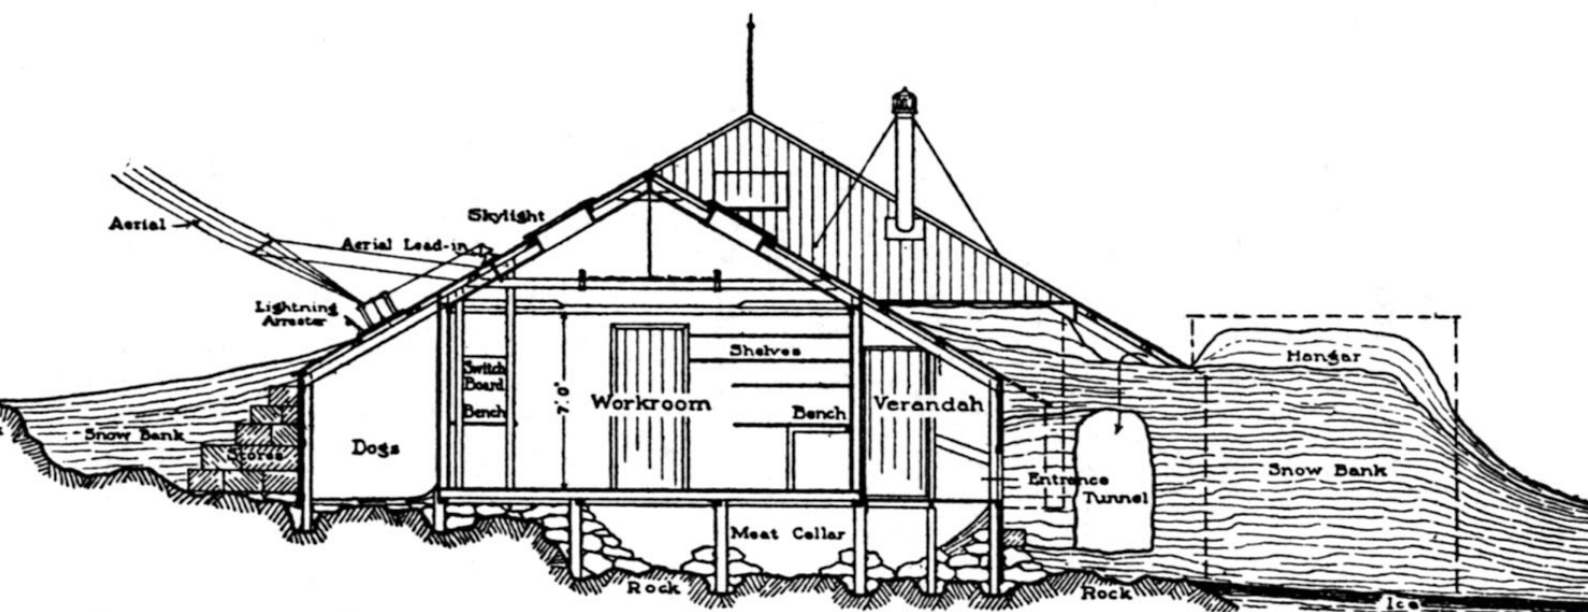 Skylight
Aerial
Aerial Lead-in
Lightning
Arrester
Hangar
Shelves
Switch
Board
7'.0"
Workroom
Bench
Bench
Verandah
Snow Bank
Stores
Dogs
Snow Bank
Entrance
Tunnel
Meat Cellar
Rock
Rock
Ice